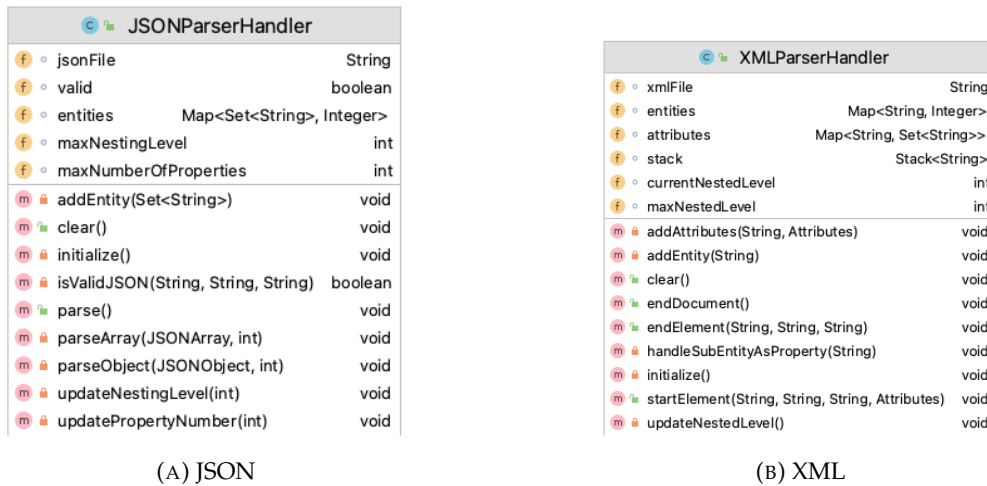 JSONParserHandler
jsonFile String
valid boolean
entities Map<Set<String>, Integer>
maxNestingLevel int
maxNumberOfProperties int
addEntity(Set<String>) void
clear() void
initialize() void
isValidJSON(String, String, String) boolean
parse() void
parseArray(JSONArray, int) void
parseObject(JSONObject, int) void
updateNestingLevel(int) void
updatePropertyNumber(int) void
(A) JSON
XMLParserHandler
xmlFile String
entities Map<String, Integer>
attributes Map<String, Set<String>>
stack Stack<String>
currentNestedLevel int
maxNestedLevel int
addAttributes(String, Attributes) void
addEntity(String) void
clear() void
endDocument() void
endElement(String, String, String) void
handleSubEntityAsProperty(String) void
initialize() void
startElement(String, String, String, Attributes) void
updateNestedLevel() void
(B) XML